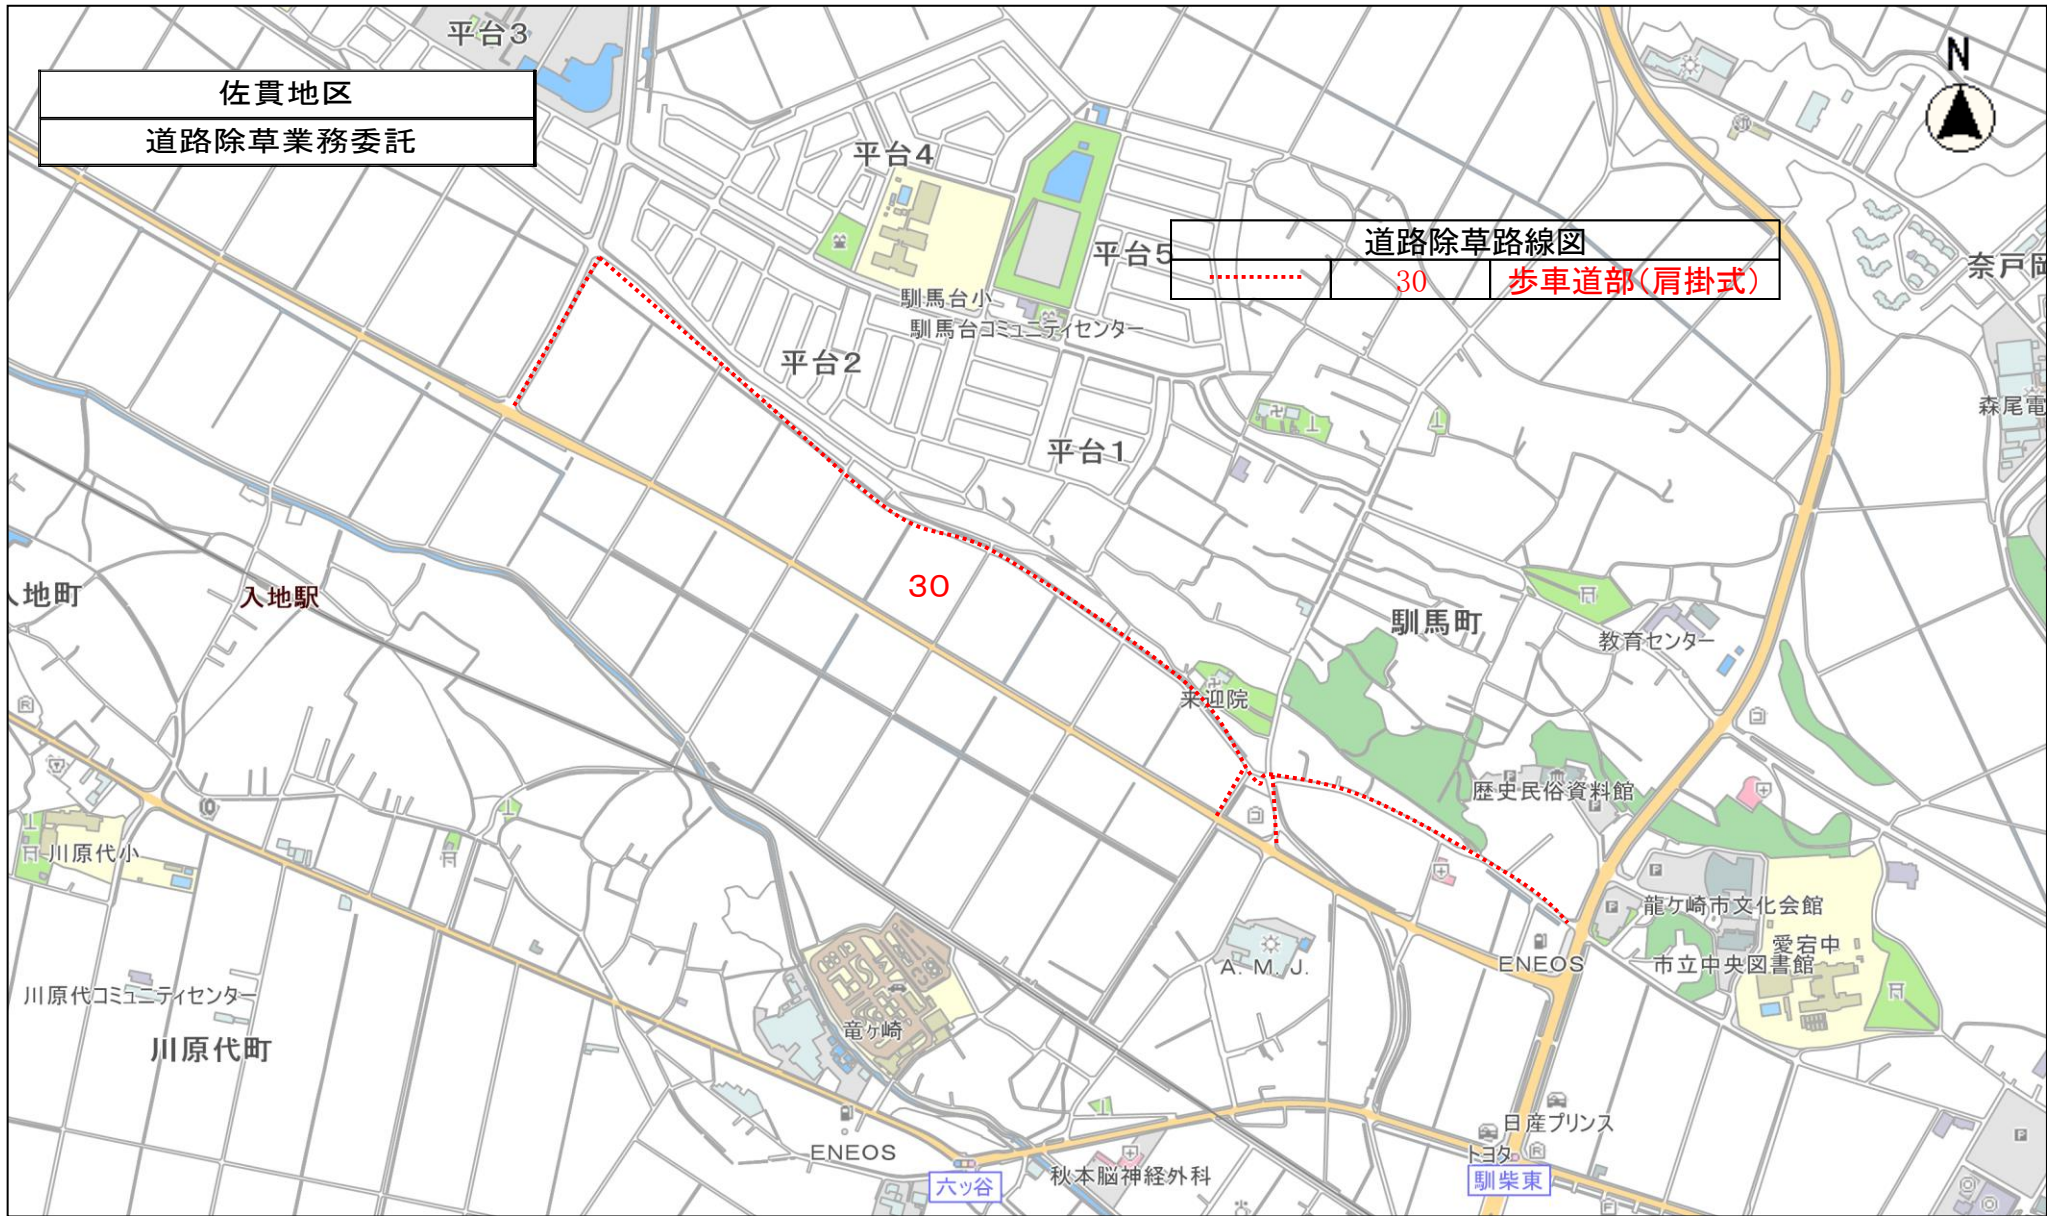 平台3
N
佐貫地区
道路除草業務委託
平台4
道路除草路線図
30 歩車道部(肩掛式)
平台5
奈戸岡
馴馬台小
馴馬台コミュニティセンター
平台2
森尾電
平台1
30
入地町
入地駅
馴馬町
教育センター
来迎院
歴史民俗資料館
川原代小
龍ケ崎市文化会館
愛宕中
市立中央図書館
ENEOS
A. M. J.
川原代コミュニティセンター
川原代町
竜ヶ崎
日産プリンス
トヨタ
ENEOS
秋本脳神経外科
六ッ谷
馴柴東